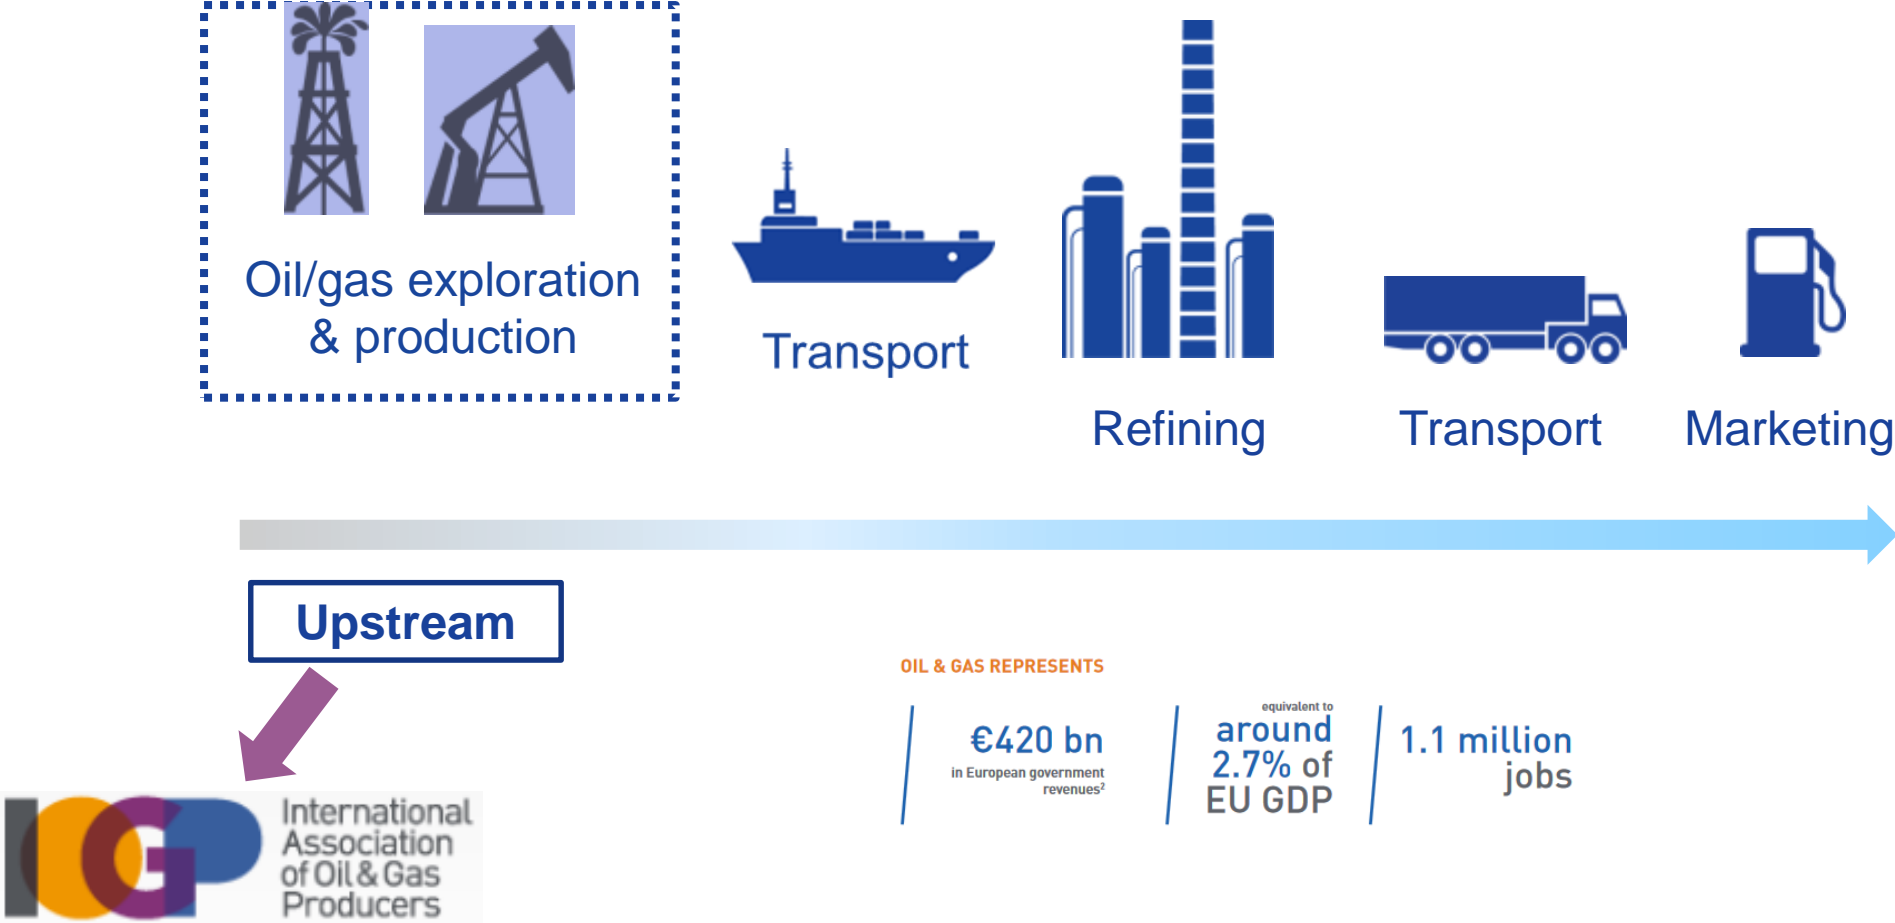 Oil/gas exploration
& production
Transport
Refining
Transport
Marketing
Upstream
OIL & GAS REPRESENTS
€420 bn
in European government
revenues²
equivalent to
around
2.7% of
EU GDP
1.1 million
jobs
IOGP
International
Association
of Oil & Gas
Producers